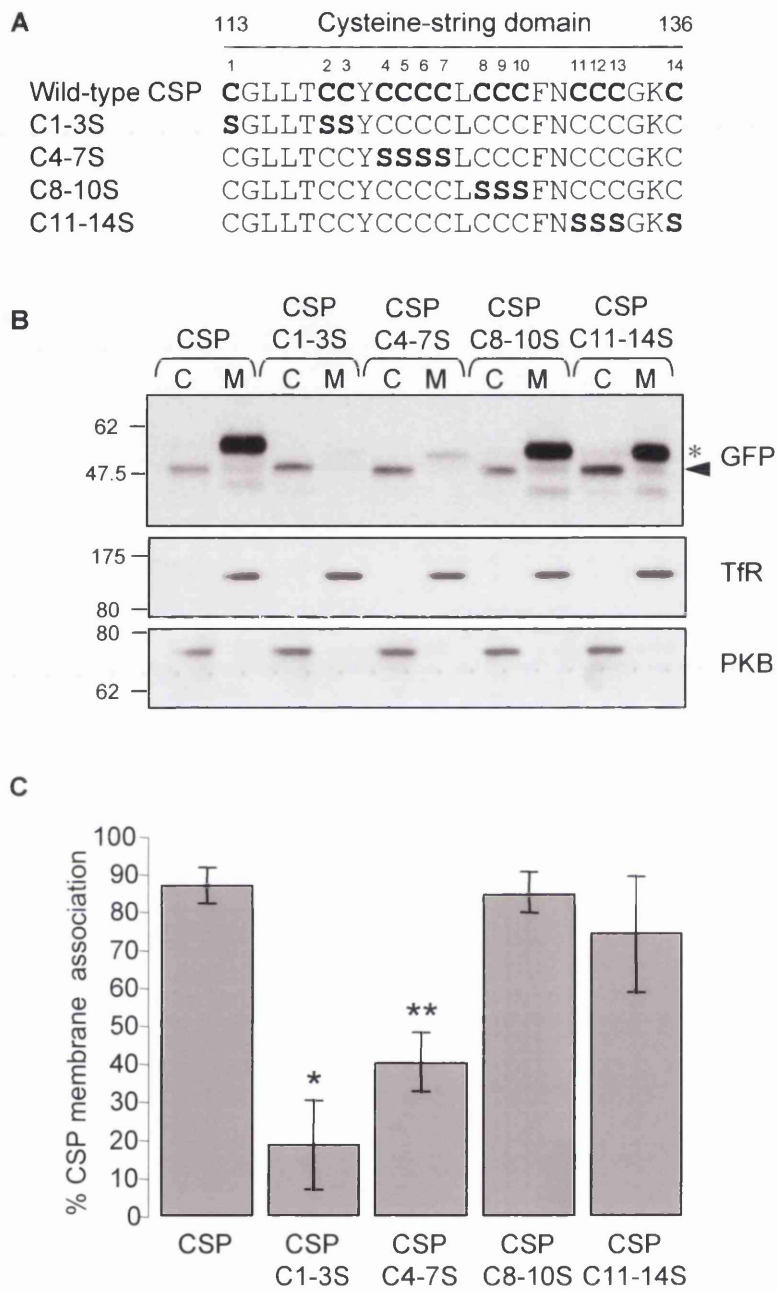 A
113 Cysteine-string domain 136
1 2 3 4 5 6 7 8 9 10 11 12 13 14
Wild-type CSP CGLLTCCYCCCCLCCCFNCCCGKC
C1-3S SGLLTSSYCCCCLCCCFNCCCGKC
C4-7S CGLLTCCYSSSSLCCCFNCCCGKC
C8-10S CGLLTCCYCCCCLSSSFNCCCGKC
C11-14S CGLLTCCYCCCCLCCCFNSSSGKS
B
CSP CSP C1-3S CSP C4-7S CSP C8-10S CSP C11-14S
C M C M C M C M C M
62
47.5
* GFP
175
80
TfR
80
62
PKB
C
% CSP membrane association
100
90
80
70
60
50
40
30
20
10
0
* **
CSP CSP C1-3S CSP C4-7S CSP C8-10S CSP C11-14S